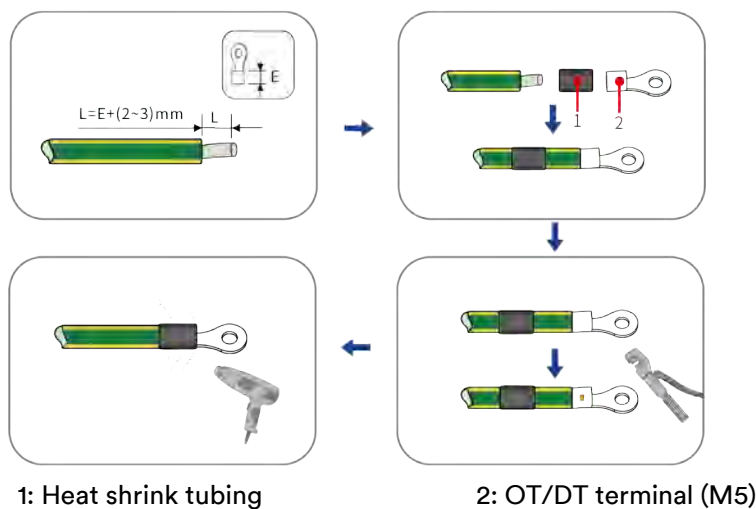 E
L=E+(2~3)mm
L
1
2
1: Heat shrink tubing
2: OT/DT terminal (M5)